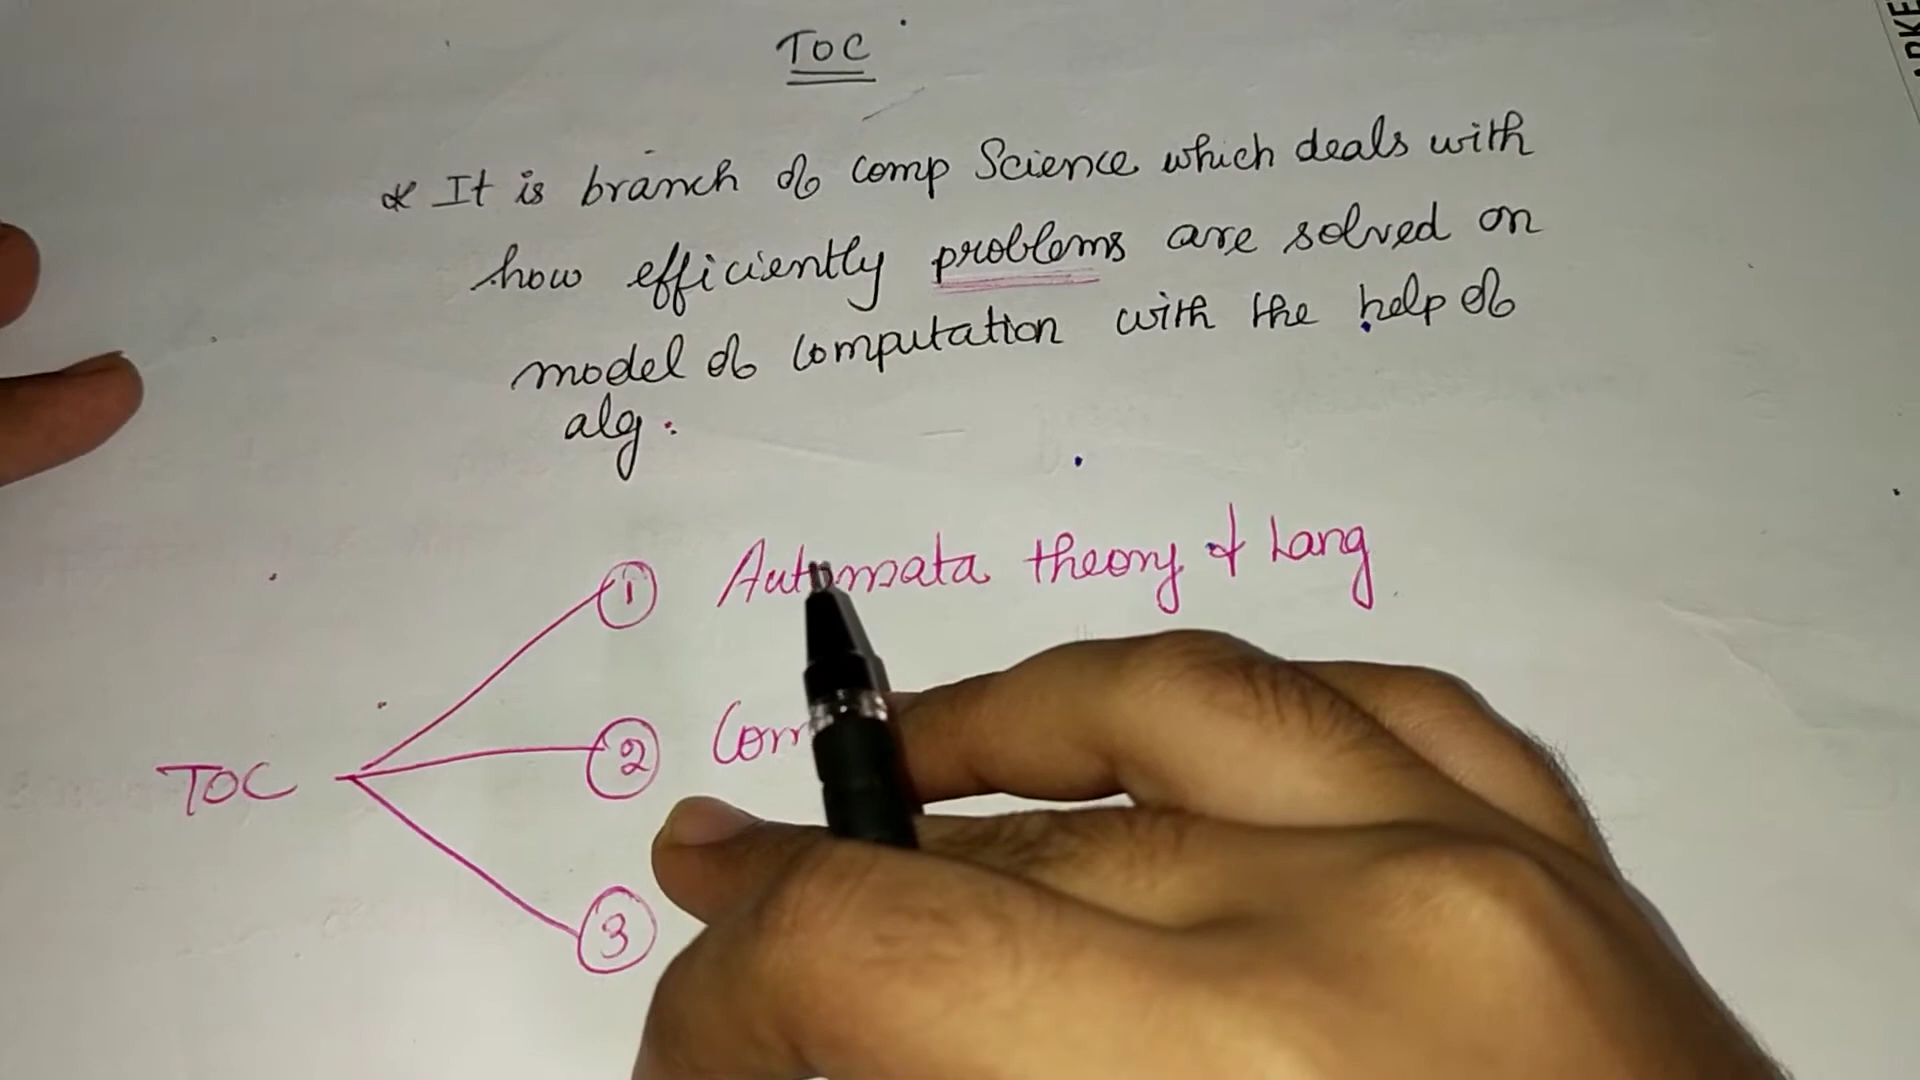 TOC
* It is branch of comp Science which deals with
how efficiently problems are solved on
model of computation with the help of
alg.
① Automata theory & Lang
TOC
②
③